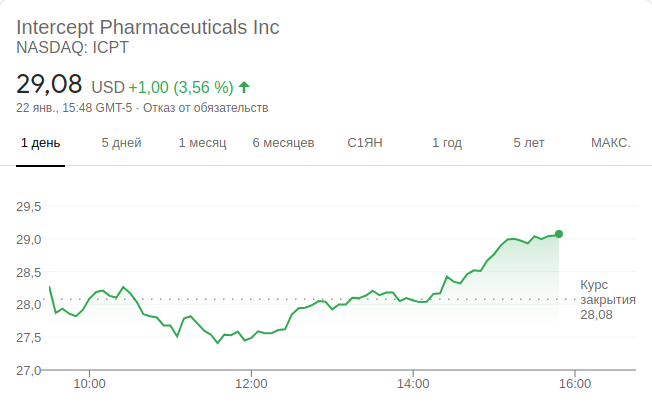 Intercept Pharmaceuticals Inc
NASDAQ: ICPT
29,08 USD +1,00 (3,56 %)
22 янв., 15:48 GMT-5 · Отказ от обязательств
1 день 5 дней 1 месяц 6 месяцев С1ЯН 1 год 5 лет МАКС.
29,5
29,0
28,5
28,0
27,5
27,0
Курс
закрытия
28,08
10:00 12:00 14:00 16:00